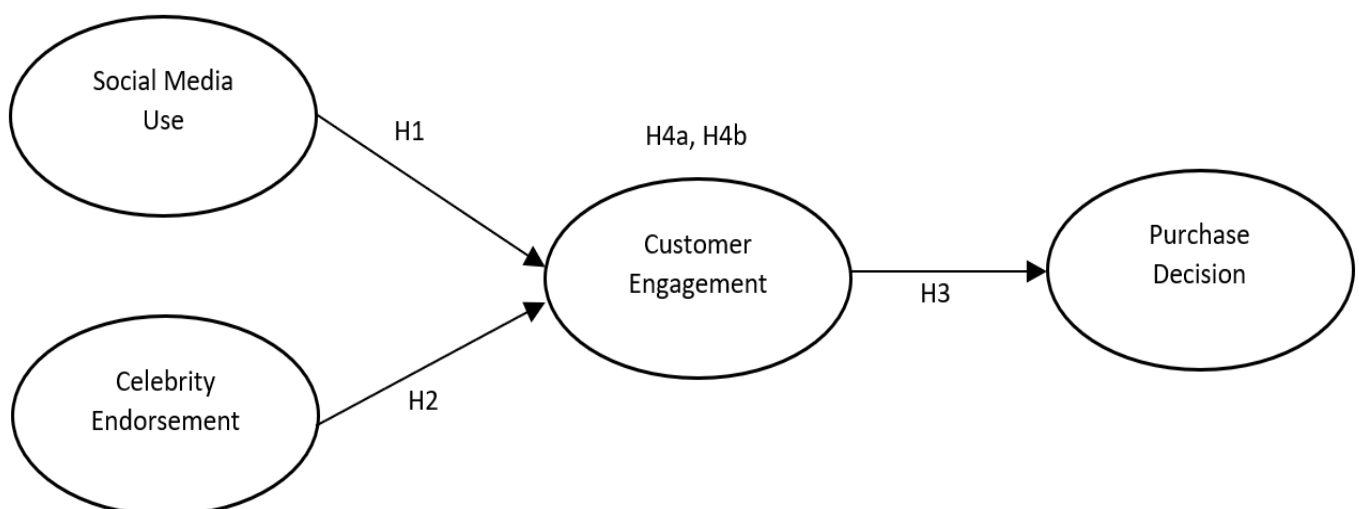 Social Media
Use
H1
H4a, H4b
Customer
Engagement
Purchase
Decision
H3
Celebrity
Endorsement
H2